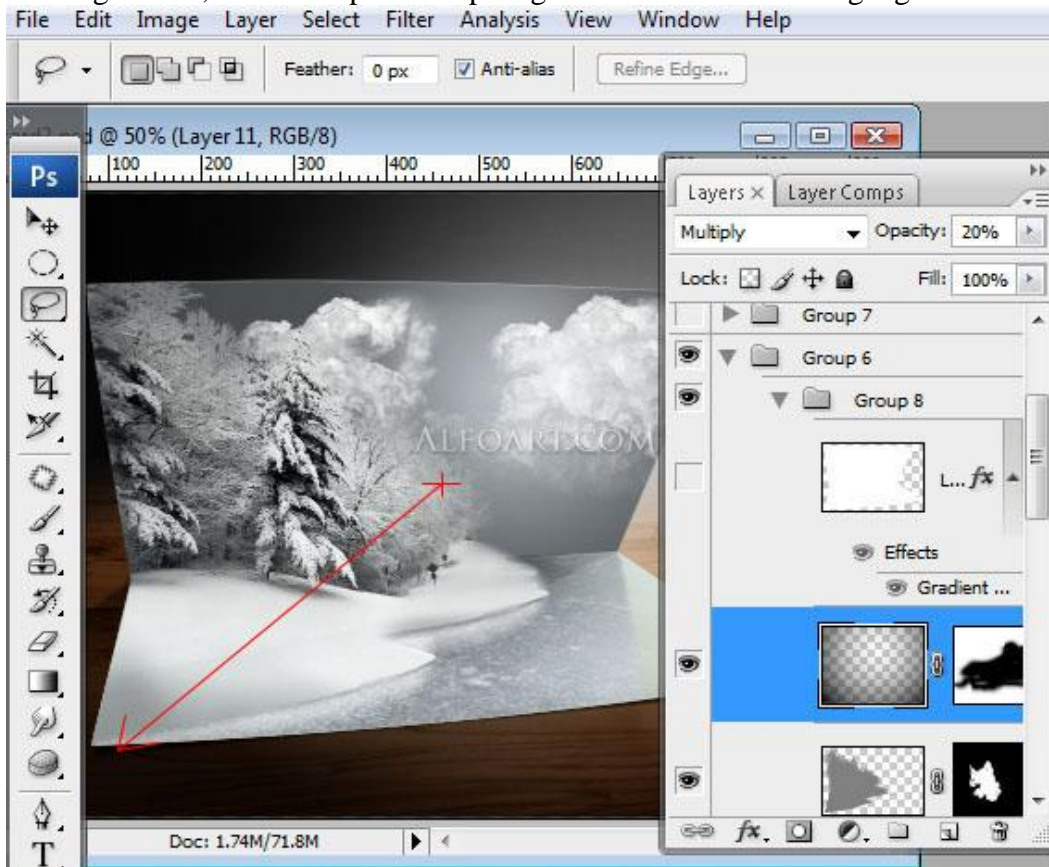 File Edit Image Layer Select Filter Analysis View Window Help
Feather: 0 px Anti-alias Refine Edge...
@ 50% (Layer 11, RGB/8)
100 200 300 400 500 600
Ps
Layers × Layer Comps
Multiply Opacity: 20%
Lock: Fill: 100%
Group 7
Group 6
Group 8
L... fx
Effects
Gradient ...
ALFOART.COM
Doc: 1.74M/71.8M
fx.
T